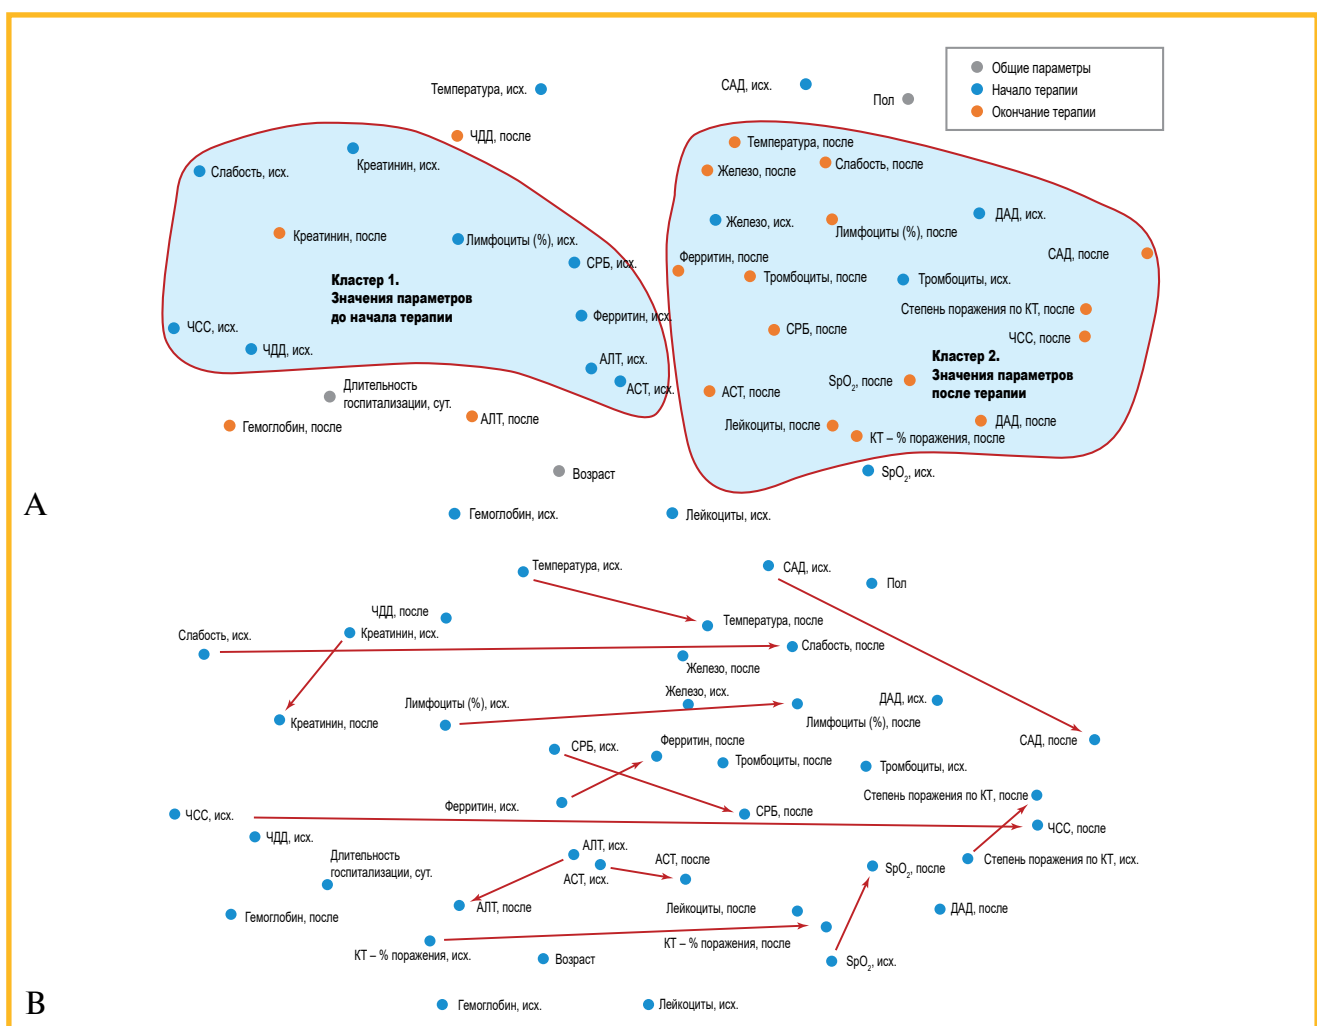 Общие параметры
Начало терапии
Окончание терапии
Температура, исх.
САД, исх.
Пол
ЧДД, после
Температура, после
Креатинин, исх.
Слабость, после
Слабость, исх.
Железо, после
Железо, исх.
ДАД, исх.
Креатинин, после
Лимфоциты (%), исх.
Лимфоциты (%), после
САД, после
СРБ, исх.
Ферритин, после
Тромбоциты, после
Тромбоциты, исх.
Кластер 1.
Значения параметров
до начала терапии
Ферритин, исх.
Степень поражения по КТ, после
ЧСС, исх.
СРБ, после
ЧСС, после
ЧДД, исх.
АЛТ, исх.
Кластер 2.
Значения параметров
после терапии
АСТ, исх.
SpO2, после
Длительность
госпитализации, сут.
АСТ, после
Гемоглобин, после
АЛТ, после
Лейкоциты, после
ДАД, после
КТ – % поражения, после
Возраст
SpO2, исх.
A
Гемоглобин, исх.
Лейкоциты, исх.
Температура, исх.
САД, исх.
Пол
ЧДД, после
Температура, после
Слабость, исх.
Креатинин, исх.
Слабость, после
Железо, после
Железо, исх.
Лимфоциты (%), исх.
ДАД, исх.
Креатинин, после
Лимфоциты (%), после
САД, после
СРБ, исх.
Ферритин, после
Тромбоциты, после
Тромбоциты, исх.
Ферритин, исх.
Степень поражения по КТ, после
ЧСС, исх.
СРБ, после
ЧСС, после
ЧДД, исх.
АЛТ, исх.
Длительность
госпитализации, сут.
АСТ, после
Степень поражения по КТ, исх.
АСТ, исх.
SpO2, после
Гемоглобин, после
АЛТ, после
Лейкоциты, после
ДАД, после
КТ – % поражения, исх.
КТ – % поражения, после
Возраст
SpO2, исх.
B
Гемоглобин, исх.
Лейкоциты, исх.